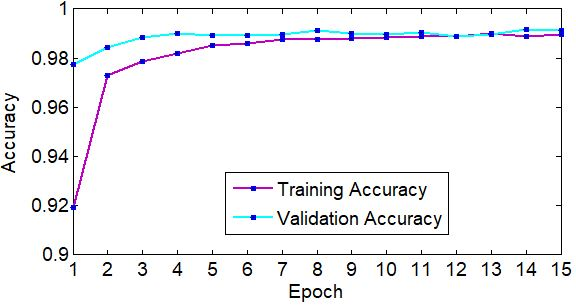 1
0.98
0.96
0.94
0.92
0.9
Accuracy
Training Accuracy
Validation Accuracy
1 2 3 4 5 6 7 8 9 10 11 12 13 14 15
Epoch